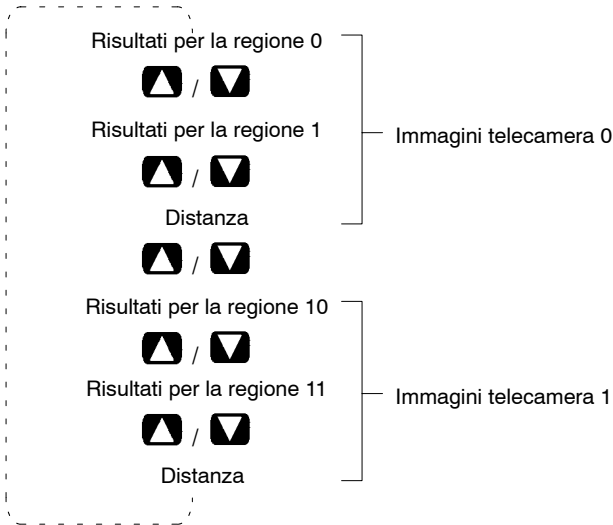 Risultati per la regione 0
/
Risultati per la regione 1
Immagini telecamera 0
/
Distanza
/
Risultati per la regione 10
/
Risultati per la regione 11
Immagini telecamera 1
/
Distanza